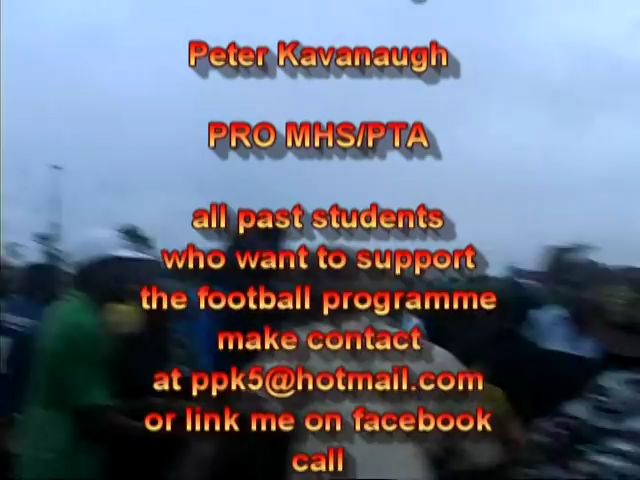 Peter Kavanaugh
PRO MHS/PTA
all past students
who want to support
the football programme
make contact
at ppk5@hotmail.com
or link me on facebook
call